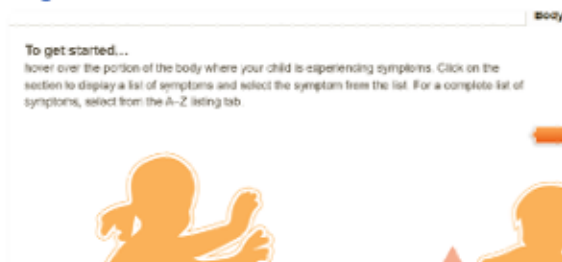 Body
To get started...
hover over the portion of the body where your child is experiencing symptoms. Click on the
section to display a list of symptoms and select the symptom from the list. For a complete list of
symptoms, select from the A-Z listing tab.